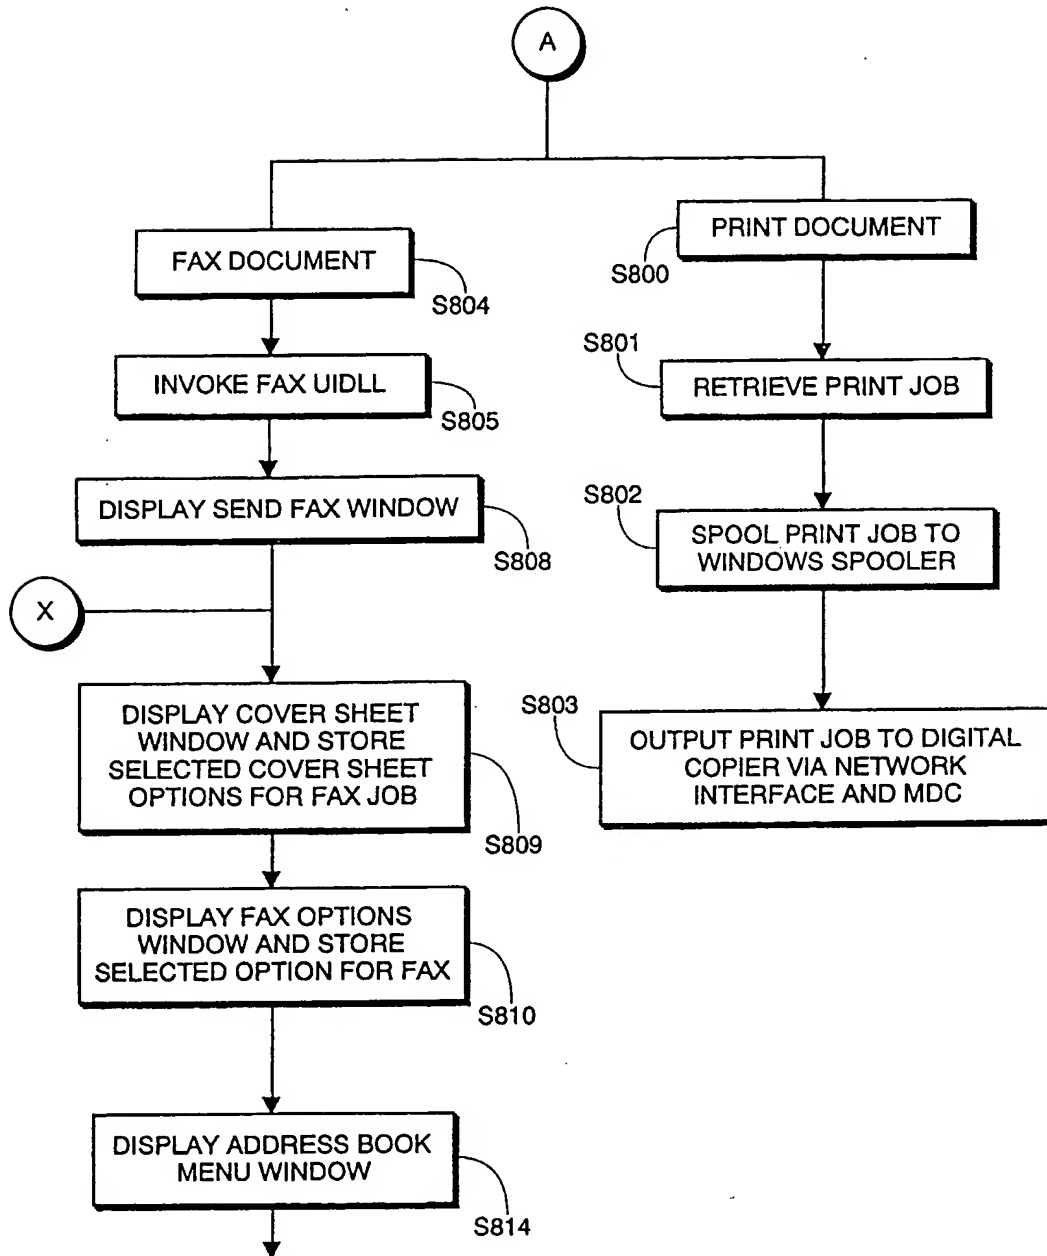 A
FAX DOCUMENT
S804
INVOKE FAX UIDLL
S805
DISPLAY SEND FAX WINDOW
S808
X
DISPLAY COVER SHEET
WINDOW AND STORE
SELECTED COVER SHEET
OPTIONS FOR FAX JOB
S809
DISPLAY FAX OPTIONS
WINDOW AND STORE
SELECTED OPTION FOR FAX
S810
DISPLAY ADDRESS BOOK
MENU WINDOW
S814
PRINT DOCUMENT
S800
S801
RETRIEVE PRINT JOB
S802
SPOOL PRINT JOB TO
WINDOWS SPOOLER
S803
OUTPUT PRINT JOB TO DIGITAL
COPIER VIA NETWORK
INTERFACE AND MDC